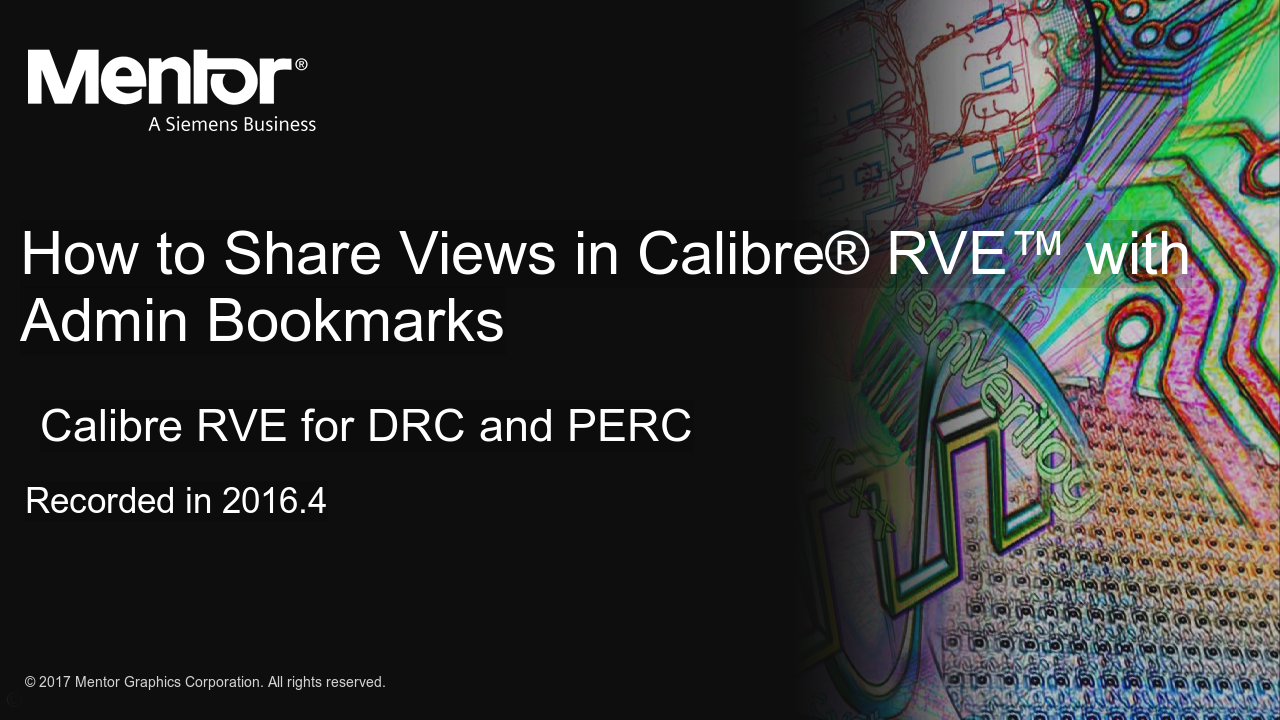 Mentor®
A Siemens Business
How to Share Views in Calibre® RVE™ with
Admin Bookmarks
Calibre RVE for DRC and PERC
Recorded in 2016.4
© 2017 Mentor Graphics Corporation. All rights reserved.